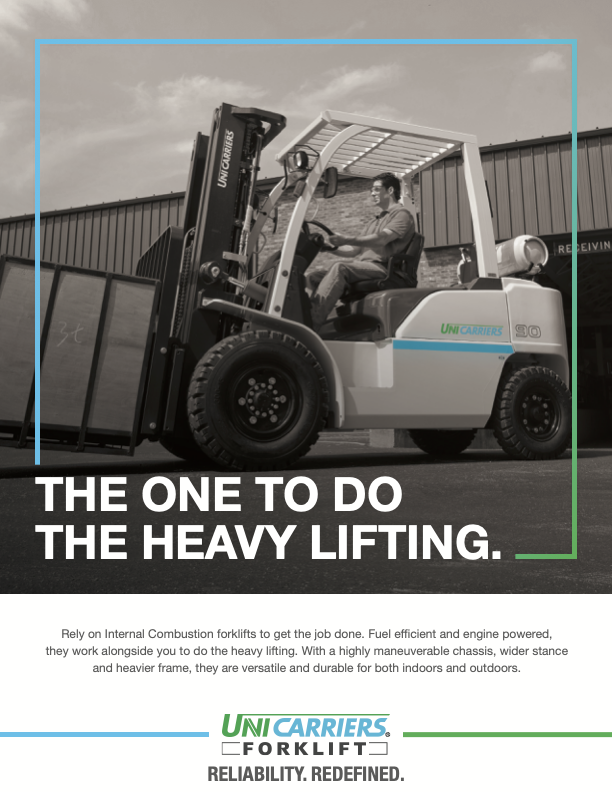 UNICARRIERS
RECEIVIN
UNICARRIERS 90
THE ONE TO DO
THE HEAVY LIFTING.
Rely on Internal Combustion forklifts to get the job done. Fuel efficient and engine powered,
they work alongside you to do the heavy lifting. With a highly maneuverable chassis, wider stance
and heavier frame, they are versatile and durable for both indoors and outdoors.
UNICARRIERS®
FORKLIFT
RELIABILITY. REDEFINED.